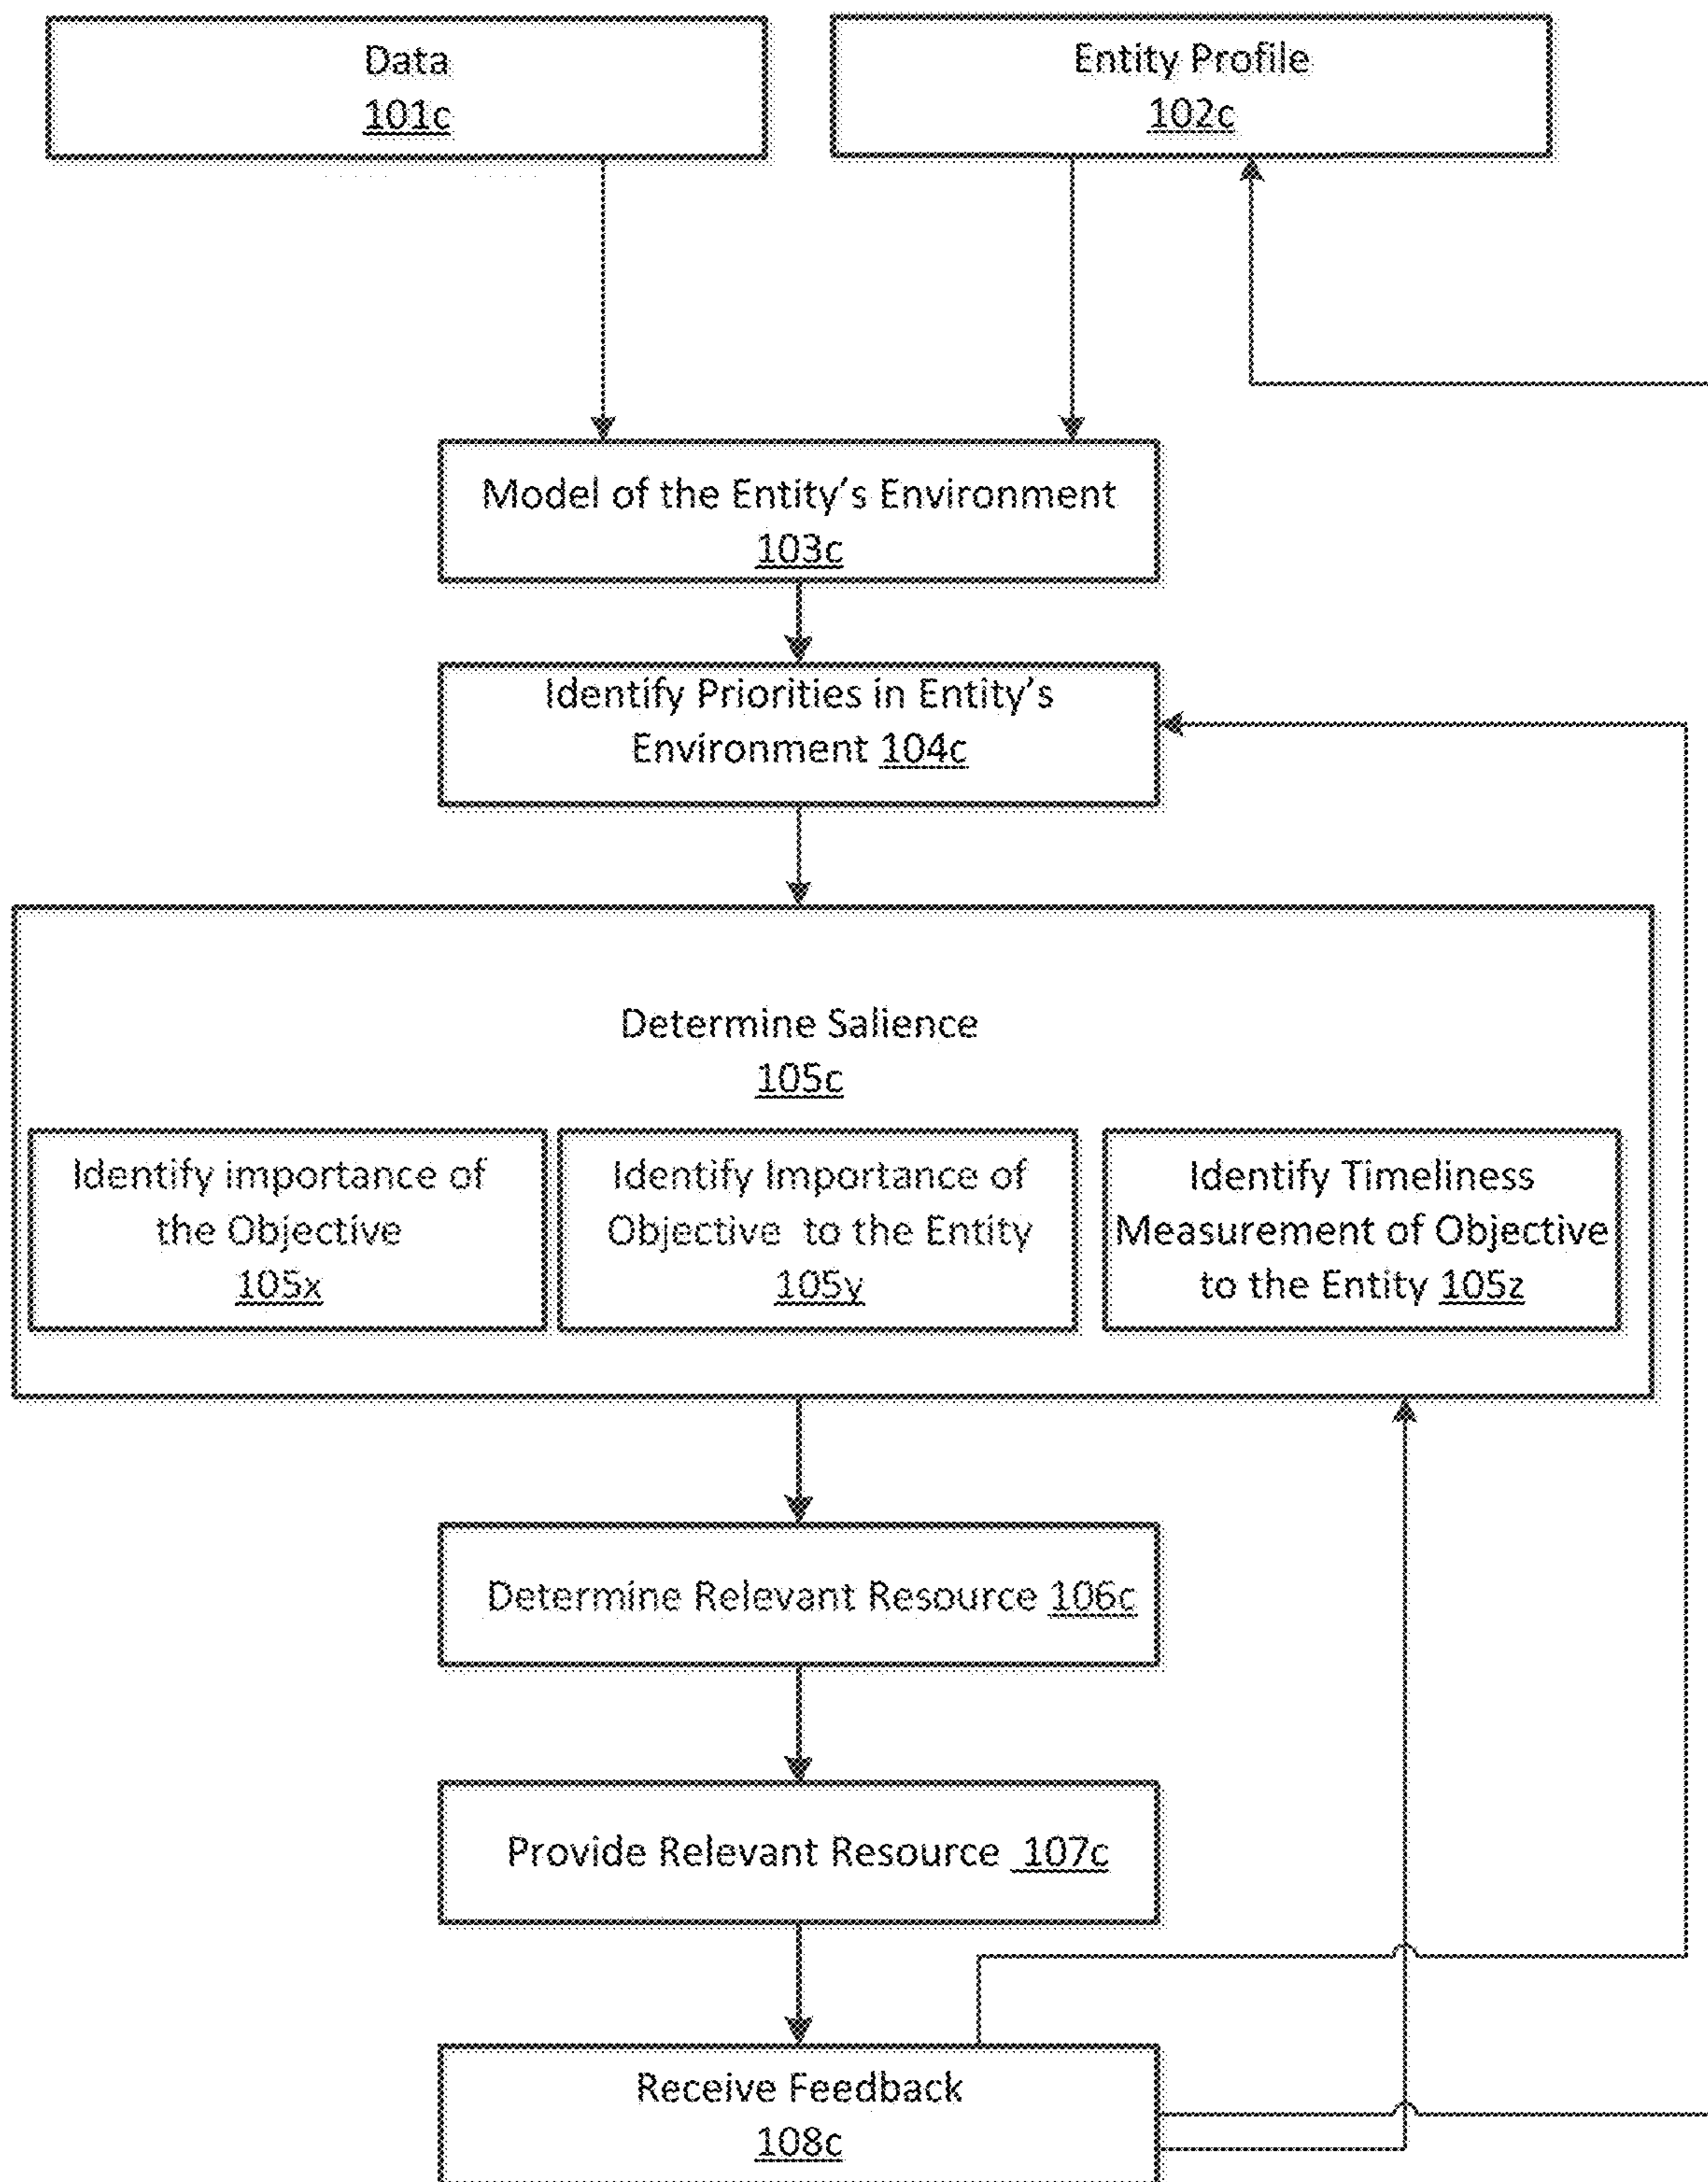 Data
101c
Entity Profile
102c
Model of the Entity's Environment
103c
Identify Priorities in Entity's
Environment 104c
Determine Salience
105c
Identify importance of
the Objective
105x
Identify Importance of
Objective to the Entity
105y
Identify Timeliness
Measurement of Objective
to the Entity 105z
Determine Relevant Resource 106c
Provide Relevant Resource 107c
Receive Feedback
108c